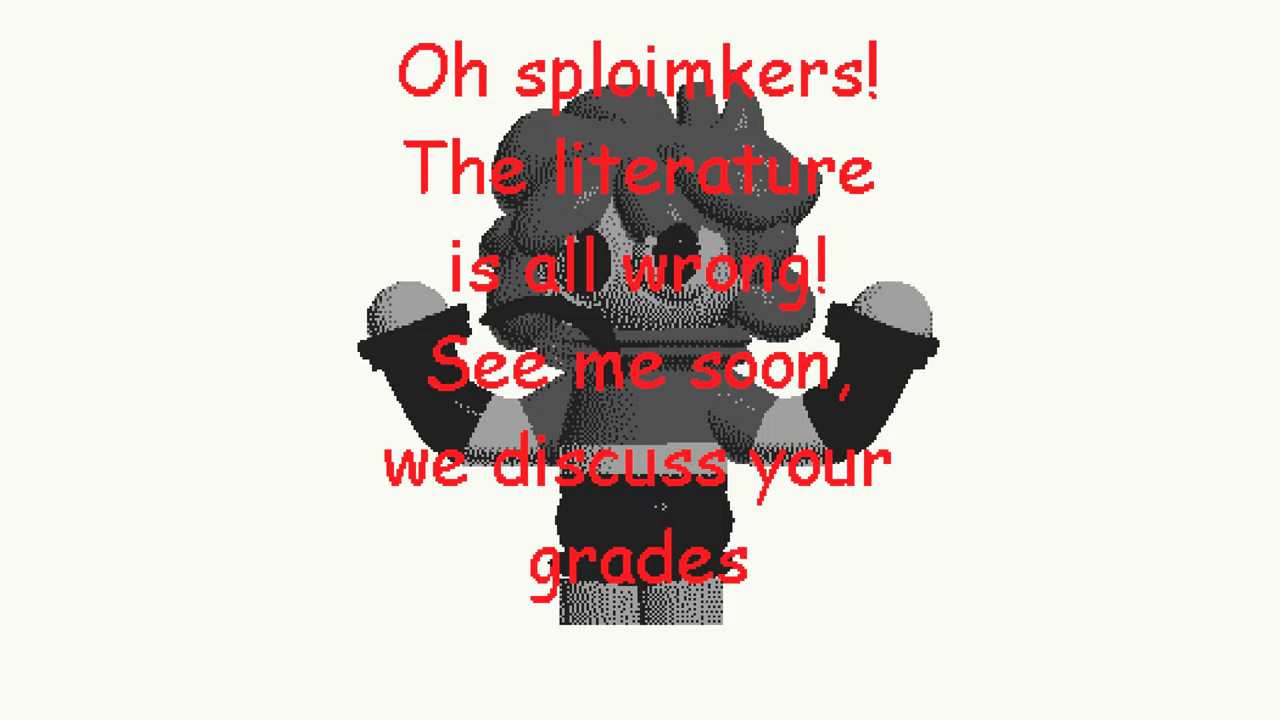 Oh sploimkers!
The literature
is all wrong!
See me soon,
we discuss your
grades